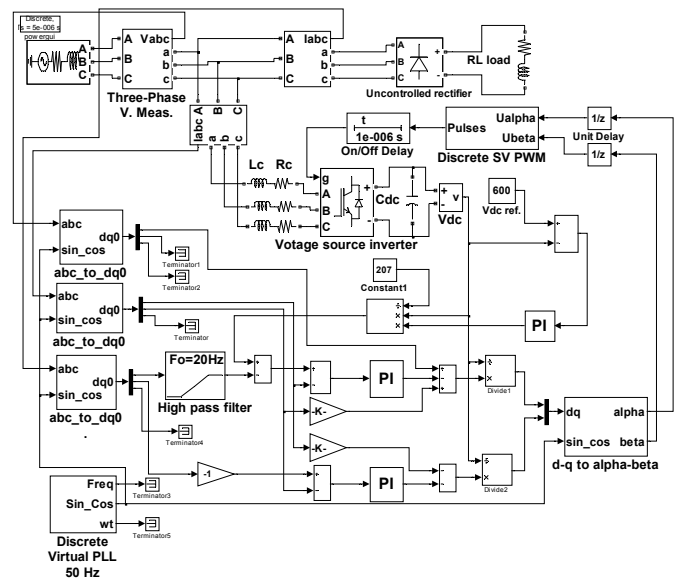 Discrete,
Ts = 5e-006 s
powergui
A
B
C
A
B
C
Vabc
a
b
c
Three-Phase
V. Meas.
A
B
C
Iabc
a
b
c
A
B
C
+
-
Uncontrolled rectifier
RL load
Iabc A
B
C
a
b
c
Lc Rc
t
1e-006 s
On/Off Delay
Pulses
Ualpha
Ubeta
Discrete SV PWM
1/z
Unit Delay
1/z
g
A
B
C
+
-
Votage source inverter
Cdc
+
-
v
Vdc
600
Vdc ref.
+
-
207
Constant1
÷
×
×
PI
abc
sin_cos
dq0
abc_to_dq0
Terminator1
Terminator2
abc
sin_cos
dq0
abc_to_dq0
Terminator
abc
sin_cos
dq0
abc_to_dq0
.
Terminator4
Fo=20Hz
High pass filter
+
-
+
-
PI
+
-
+
÷
×
Divide1
-K-
-K-
-1
+
-
PI
-
-
÷
×
Divide2
dq
sin_cos
alpha
beta
d-q to alpha-beta
Freq
Sin_Cos
wt
Terminator3
Terminator5
Discrete
Virtual PLL
50 Hz